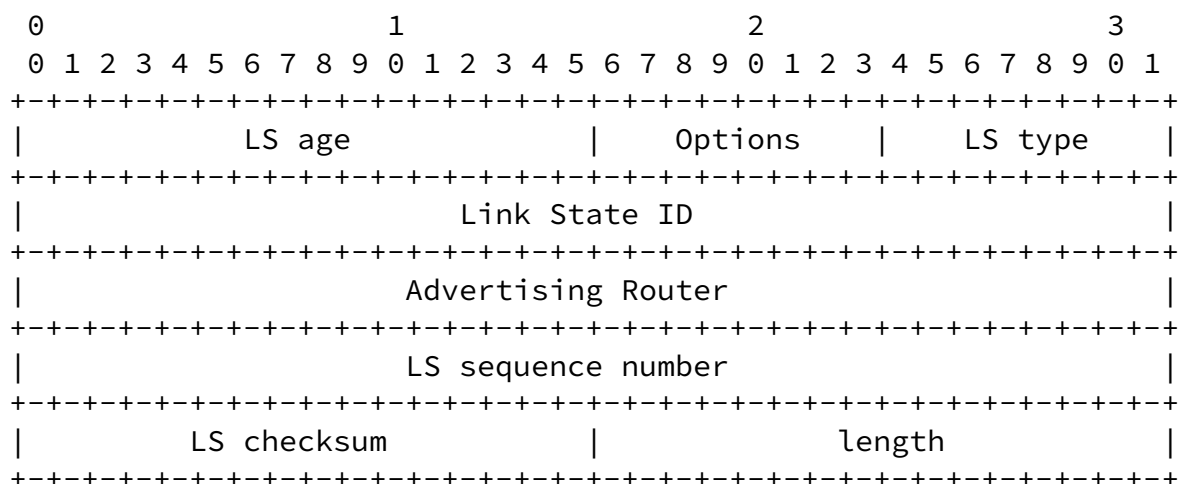 0                   1                   2                   3
 0 1 2 3 4 5 6 7 8 9 0 1 2 3 4 5 6 7 8 9 0 1 2 3 4 5 6 7 8 9 0 1
+-+-+-+-+-+-+-+-+-+-+-+-+-+-+-+-+-+-+-+-+-+-+-+-+-+-+-+-+-+-+-+-+
|            LS age             |    Options    |    LS type    |
+-+-+-+-+-+-+-+-+-+-+-+-+-+-+-+-+-+-+-+-+-+-+-+-+-+-+-+-+-+-+-+-+
|                        Link State ID                          |
+-+-+-+-+-+-+-+-+-+-+-+-+-+-+-+-+-+-+-+-+-+-+-+-+-+-+-+-+-+-+-+-+
|                     Advertising Router                        |
+-+-+-+-+-+-+-+-+-+-+-+-+-+-+-+-+-+-+-+-+-+-+-+-+-+-+-+-+-+-+-+-+
|                     LS sequence number                        |
+-+-+-+-+-+-+-+-+-+-+-+-+-+-+-+-+-+-+-+-+-+-+-+-+-+-+-+-+-+-+-+-+
|         LS checksum           |             length            |
+-+-+-+-+-+-+-+-+-+-+-+-+-+-+-+-+-+-+-+-+-+-+-+-+-+-+-+-+-+-+-+-+